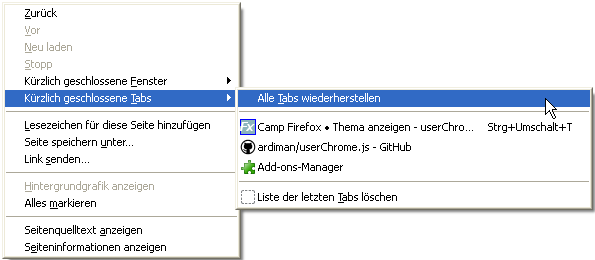 Zurück
Vor
Neu laden
Stopp
Kürzlich geschlossene Fenster
Kürzlich geschlossene Tabs
Alle Tabs wiederherstellen
Lesezeichen für diese Seite hinzufügen
Camp Firefox • Thema anzeigen - userChro... Strg+Umschalt+T
Seite speichern unter...
ardiman/userChrome.js - GitHub
Link senden...
Add-ons-Manager
Hintergrundgrafik anzeigen
Liste der letzten Tabs löschen
Alles markieren
Seitenquelltext anzeigen
Seiteninformationen anzeigen